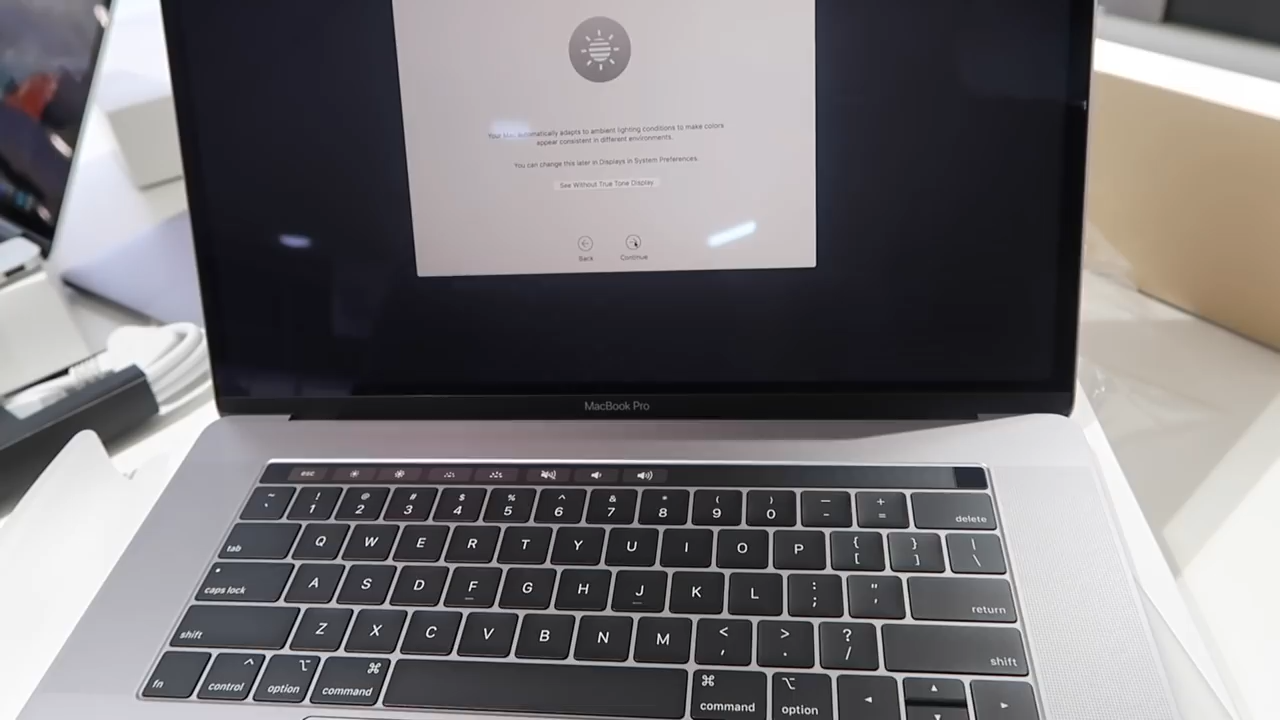 Your Mac automatically adapts to ambient lighting conditions to make colors
appear consistent in different environments.
You can change this later in Displays in System Preferences.
See Without True Tone Display
Back Continue
MacBook Pro
esc
~ ` ! 1 @ 2 # 3 $ 4 % 5 ^ 6 & 7 * 8 ( 9 ) 0 — - + = delete
tab Q W E R T Y U I O P { [ } ] | \
caps lock A S D F G H J K L : ; " ' return
shift Z X C V B N M < , > . ? / shift
fn ^ control ⌥ option ⌘ command ⌘ command ⌥ option ◄ ▲ ▼ ►